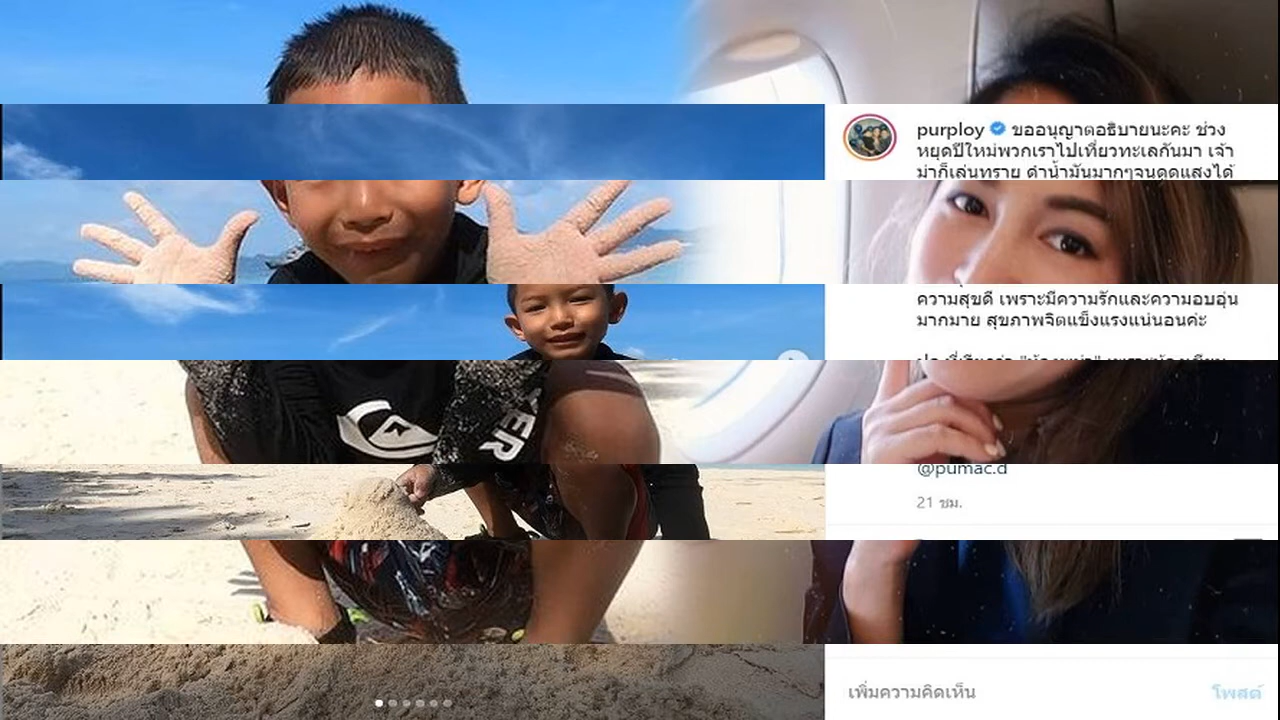 purploy ขออนุญาตอธิบายนะคะ ช่วง
หยุดปีใหม่พวกเราไปเที่ยวทะเลกันมา เจ้า
ม่าก็เล่นทราย ดำน้ำมันมากๆจนดูดแสงได้
ความสุขดี เพราะมีความรักและความอบอุ่น
มากมาย สุขภาพจิตแข็งแรงแน่นอนค่ะ
@pumac.d
21 ชม.
เพิ่มความคิดเห็น
โพสต์